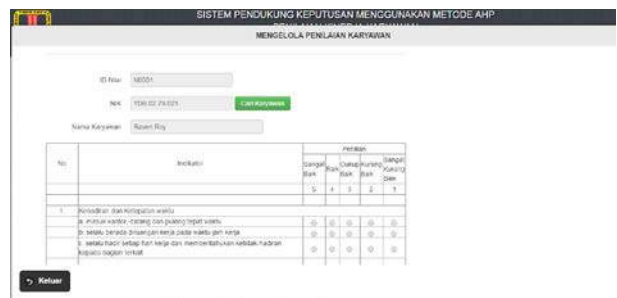 SISTEM PENDUKUNG KEPUTUSAN MENGGUNAKAN METODE AHP
MENGELOLA PENILAIAN KARYAWAN
ID Nilai
NIK
Cari Karyawan
Nama Karyawan
No
Indikator
Penilaian
Sangat Baik
Baik
Cukup Baik
Kurang Baik
Sangat Kurang Baik
5 4 3 2 1
1 Kehadiran dan Ketepatan waktu
a. masuk kantor, datang dan pulang tepat waktu
b. selalu berada diruangan kerja pada waktu jam kerja
c. selalu hadir setiap hari kerja dan memberitahukan ketidak hadiran
kepada bagian terkait
Keluar